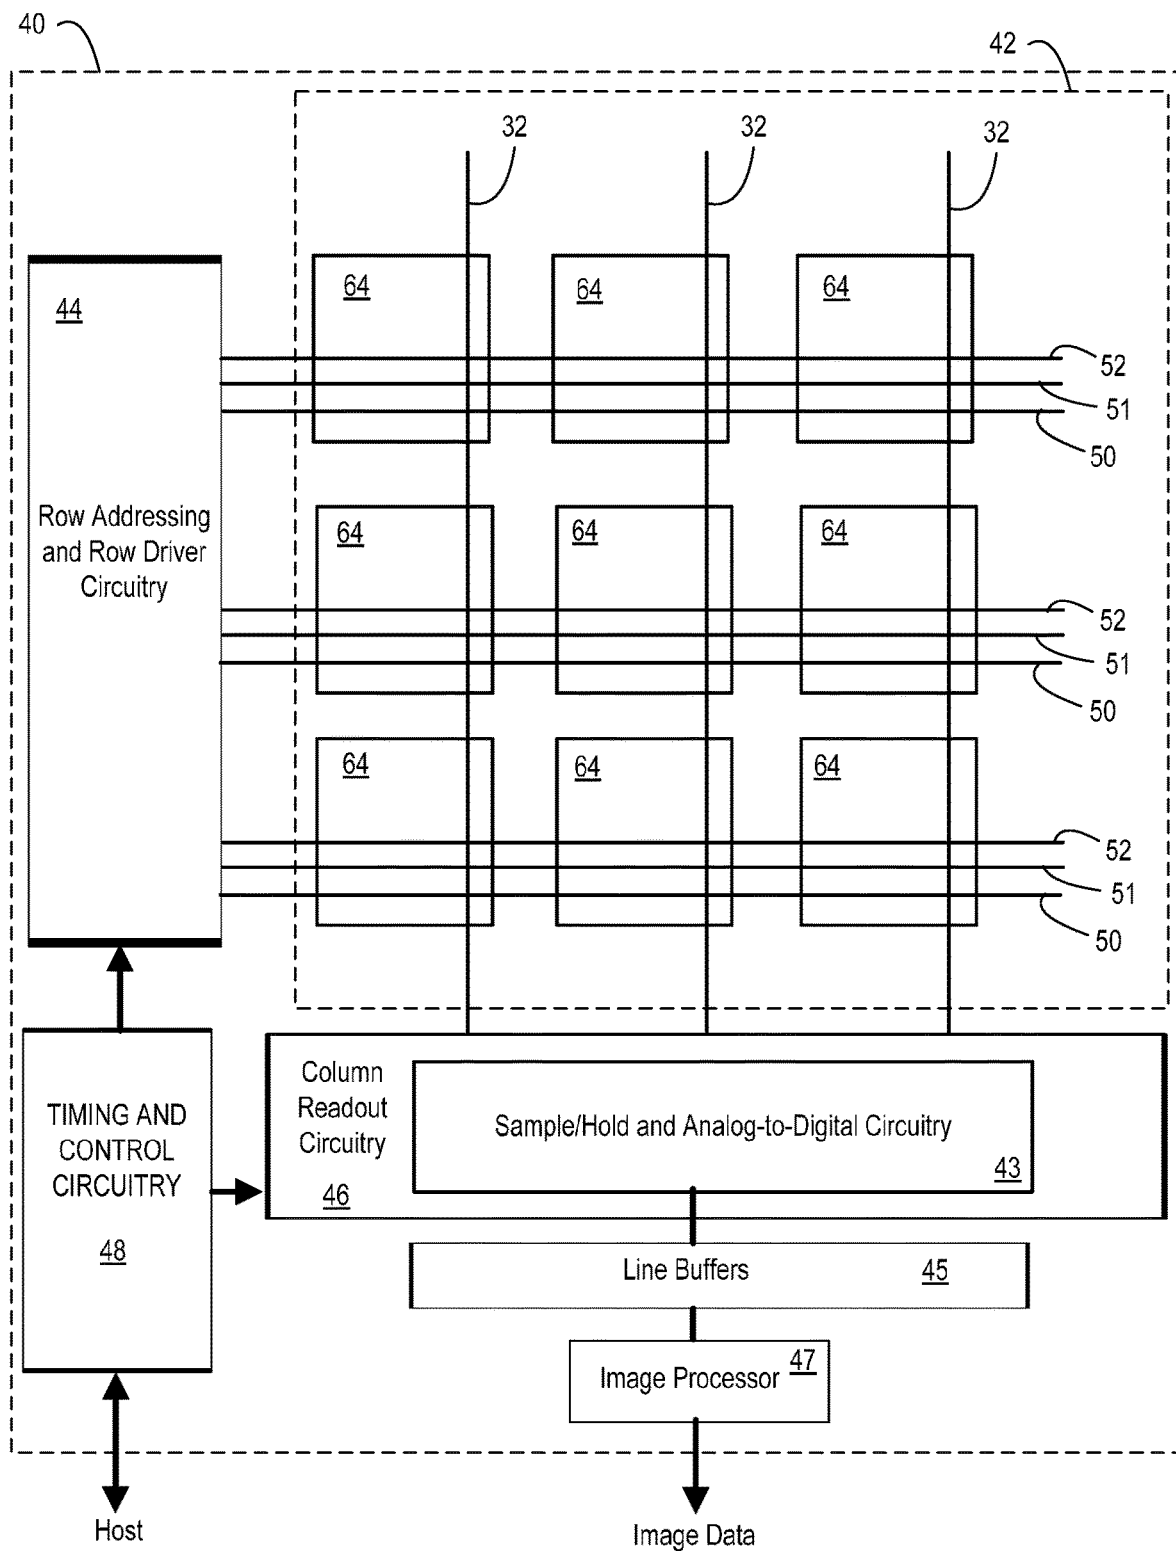 40
42
32
32
32
44
64
64
64
52
51
50
Row Addressing
and Row Driver
Circuitry
64
64
64
52
51
50
64
64
64
52
51
50
TIMING AND
CONTROL
CIRCUITRY
48
Column
Readout
Circuitry
46
Sample/Hold and Analog-to-Digital Circuitry
43
Line Buffers
45
Image Processor
47
Host
Image Data